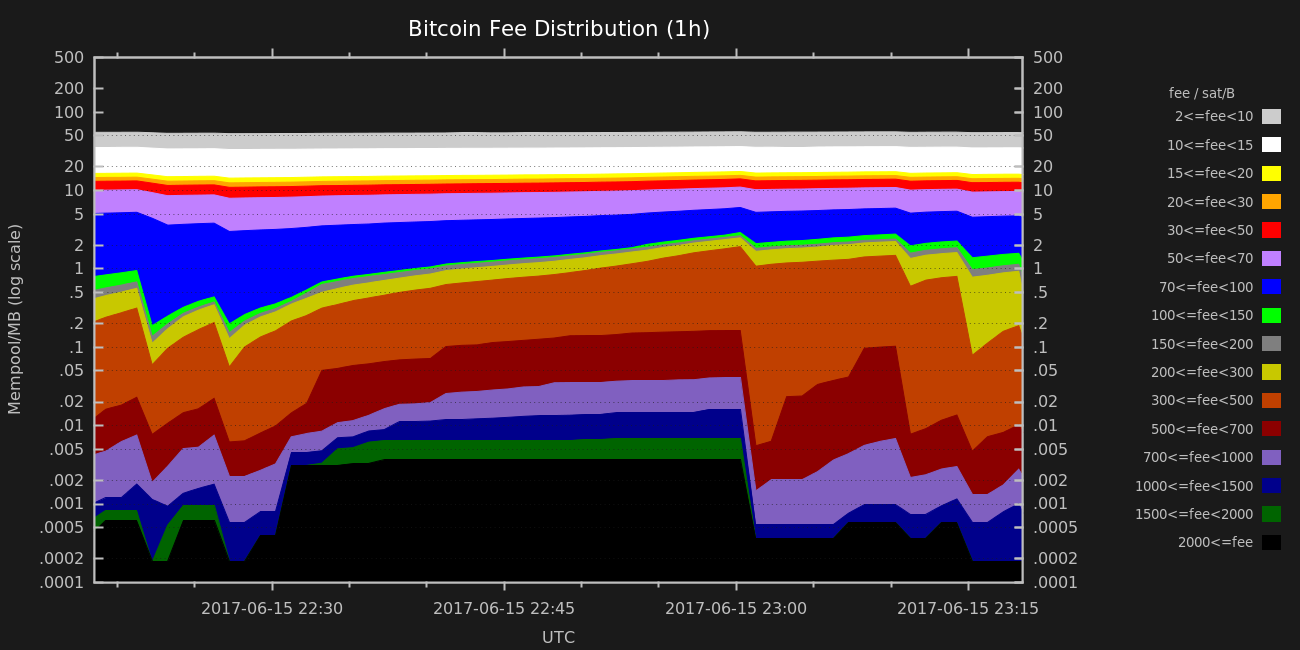 Bitcoin Fee Distribution (1h)
500 500
200 200
100 100
50 50
20 20
10 10
5 5
2 2
1 1
.5 .5
.2 .2
.1 .1
.05 .05
.02 .02
.01 .01
.005 .005
.002 .002
.001 .001
.0005 .0005
.0002 .0002
.0001 .0001
Mempool/MB (log scale)
2017-06-15 22:30 2017-06-15 22:45 2017-06-15 23:00 2017-06-15 23:15
UTC
fee / sat/B
2<=fee<10
10<=fee<15
15<=fee<20
20<=fee<30
30<=fee<50
50<=fee<70
70<=fee<100
100<=fee<150
150<=fee<200
200<=fee<300
300<=fee<500
500<=fee<700
700<=fee<1000
1000<=fee<1500
1500<=fee<2000
2000<=fee